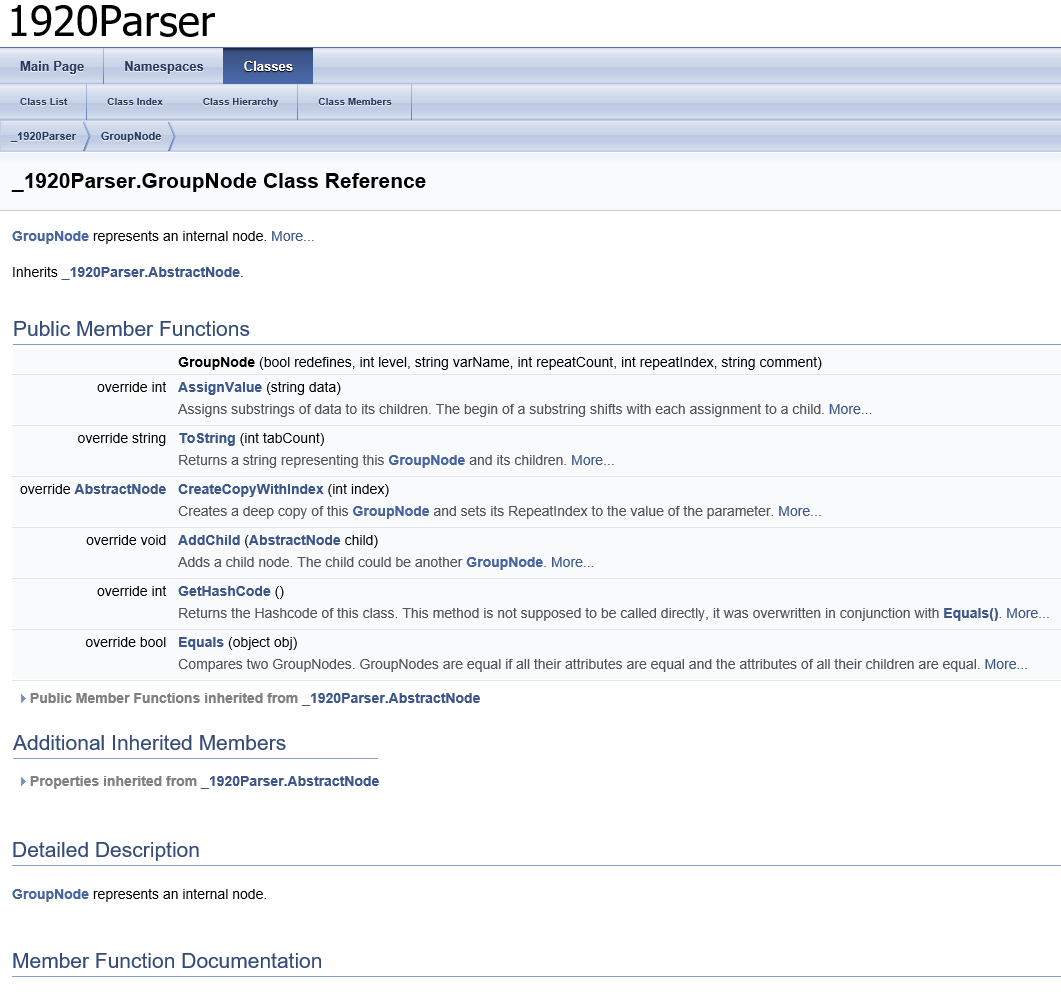 1920Parser
Main Page Namespaces Classes
Class List Class Index Class Hierarchy Class Members
_1920Parser GroupNode
_1920Parser.GroupNode Class Reference
GroupNode represents an internal node. More...
Inherits _1920Parser.AbstractNode.
Public Member Functions
GroupNode (bool redefines, int level, string varName, int repeatCount, int repeatIndex, string comment)
override int AssignValue (string data)
Assigns substrings of data to its children. The begin of a substring shifts with each assignment to a child. More...
override string ToString (int tabCount)
Returns a string representing this GroupNode and its children. More...
override AbstractNode CreateCopyWithIndex (int index)
Creates a deep copy of this GroupNode and sets its RepeatIndex to the value of the parameter. More...
override void AddChild (AbstractNode child)
Adds a child node. The child could be another GroupNode. More...
override int GetHashCode ()
Returns the Hashcode of this class. This method is not supposed to be called directly, it was overwritten in conjunction with Equals(). More...
override bool Equals (object obj)
Compares two GroupNodes. GroupNodes are equal if all their attributes are equal and the attributes of all their children are equal. More...
Public Member Functions inherited from _1920Parser.AbstractNode
Additional Inherited Members
Properties inherited from _1920Parser.AbstractNode
Detailed Description
GroupNode represents an internal node.
Member Function Documentation